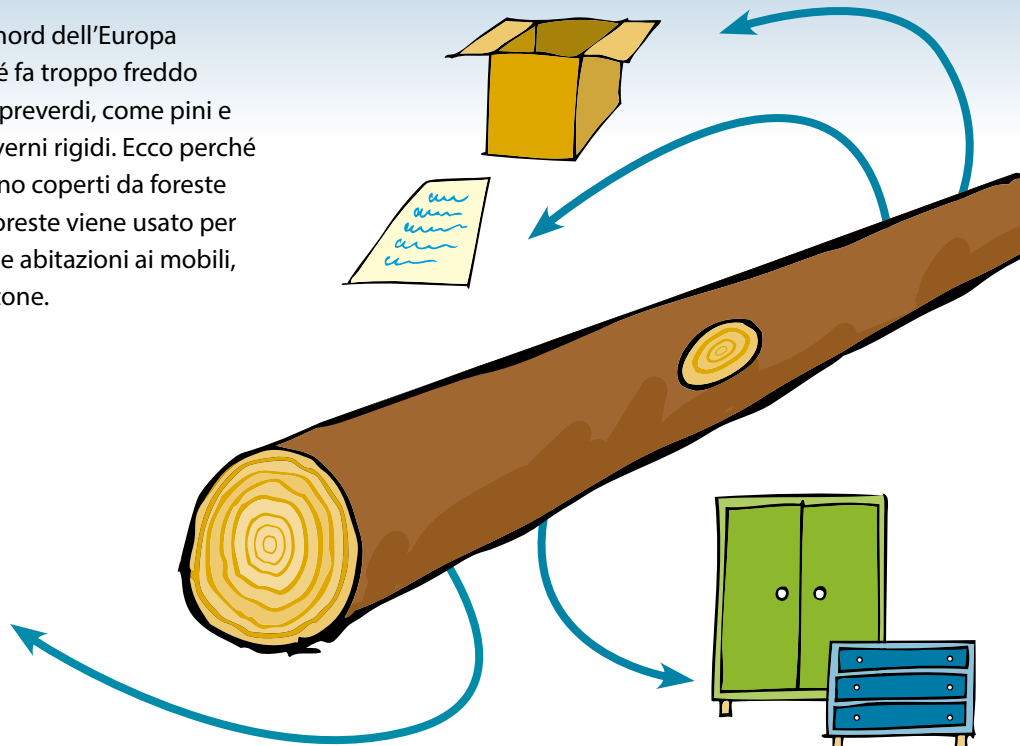 nord dell'Europa
é fa troppo freddo
preverdi, come pini e
verni rigidi. Ecco perché
no coperti da foreste
oreste viene usato per
e abitazioni ai mobili,
tone.